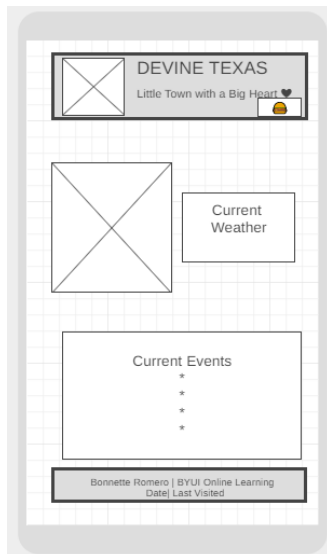 DEVINE TEXAS
Little Town with a Big Heart ♥
🍔
Current
Weather
Current Events
*
*
*
*
Bonnette Romero | BYUI Online Learning
Date| Last Visited